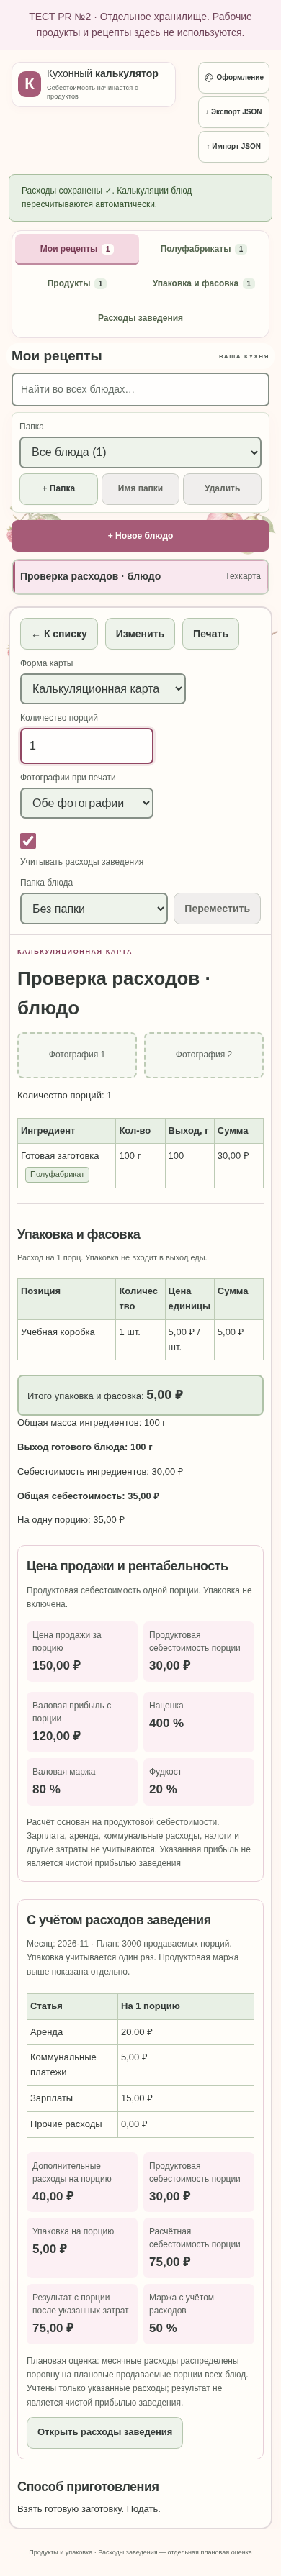 ТЕСТ PR №2 · Отдельное хранилище. Рабочие
продукты и рецепты здесь не используются.
К
Кухонный калькулятор
Себестоимость начинается с
продуктов
Оформление
↓ Экспорт JSON
↑ Импорт JSON
Расходы сохранены ✓. Калькуляции блюд
пересчитываются автоматически.
Мои рецепты 1
Полуфабрикаты 1
Продукты 1
Упаковка и фасовка 1
Расходы заведения
Мои рецепты
ВАША КУХНЯ
Найти во всех блюдах…
Папка
Все блюда (1)
+ Папка
Имя папки
Удалить
+ Новое блюдо
Проверка расходов · блюдо
Техкарта
← К списку
Изменить
Печать
Форма карты
Калькуляционная карта
Количество порций
1
Фотографии при печати
Обе фотографии
Учитывать расходы заведения
Папка блюда
Без папки
Переместить
КАЛЬКУЛЯЦИОННАЯ КАРТА
Проверка расходов ·
блюдо
Фотография 1
Фотография 2
Количество порций: 1
Ингредиент Кол-во Выход, г Сумма
Готовая заготовка 100 г 100 30,00 ₽
Полуфабрикат
Упаковка и фасовка
Расход на 1 порц. Упаковка не входит в выход еды.
Позиция Количес Цена Сумма
тво единицы
Учебная коробка 1 шт. 5,00 ₽ / 5,00 ₽
шт.
Итого упаковка и фасовка: 5,00 ₽
Общая масса ингредиентов: 100 г
Выход готового блюда: 100 г
Себестоимость ингредиентов: 30,00 ₽
Общая себестоимость: 35,00 ₽
На одну порцию: 35,00 ₽
Цена продажи и рентабельность
Продуктовая себестоимость одной порции. Упаковка не
включена.
Цена продажи за
порцию
150,00 ₽
Продуктовая
себестоимость порции
30,00 ₽
Валовая прибыль с
порции
120,00 ₽
Наценка
400 %
Валовая маржа
80 %
Фудкост
20 %
Расчёт основан на продуктовой себестоимости.
Зарплата, аренда, коммунальные расходы, налоги и
другие затраты не учитываются. Указанная прибыль не
является чистой прибылью заведения
С учётом расходов заведения
Месяц: 2026-11 · План: 3000 продаваемых порций.
Упаковка учитывается один раз. Продуктовая маржа
выше показана отдельно.
Статья На 1 порцию
Аренда 20,00 ₽
Коммунальные 5,00 ₽
платежи
Зарплаты 15,00 ₽
Прочие расходы 0,00 ₽
Дополнительные
расходы на порцию
40,00 ₽
Продуктовая
себестоимость порции
30,00 ₽
Упаковка на порцию
5,00 ₽
Расчётная
себестоимость порции
75,00 ₽
Результат с порции
после указанных затрат
75,00 ₽
Маржа с учётом
расходов
50 %
Плановая оценка: месячные расходы распределены
поровну на плановые продаваемые порции всех блюд.
Учтены только указанные расходы; результат не
является чистой прибылью заведения.
Открыть расходы заведения
Способ приготовления
Взять готовую заготовку. Подать.
Продукты и упаковка · Расходы заведения — отдельная плановая оценка